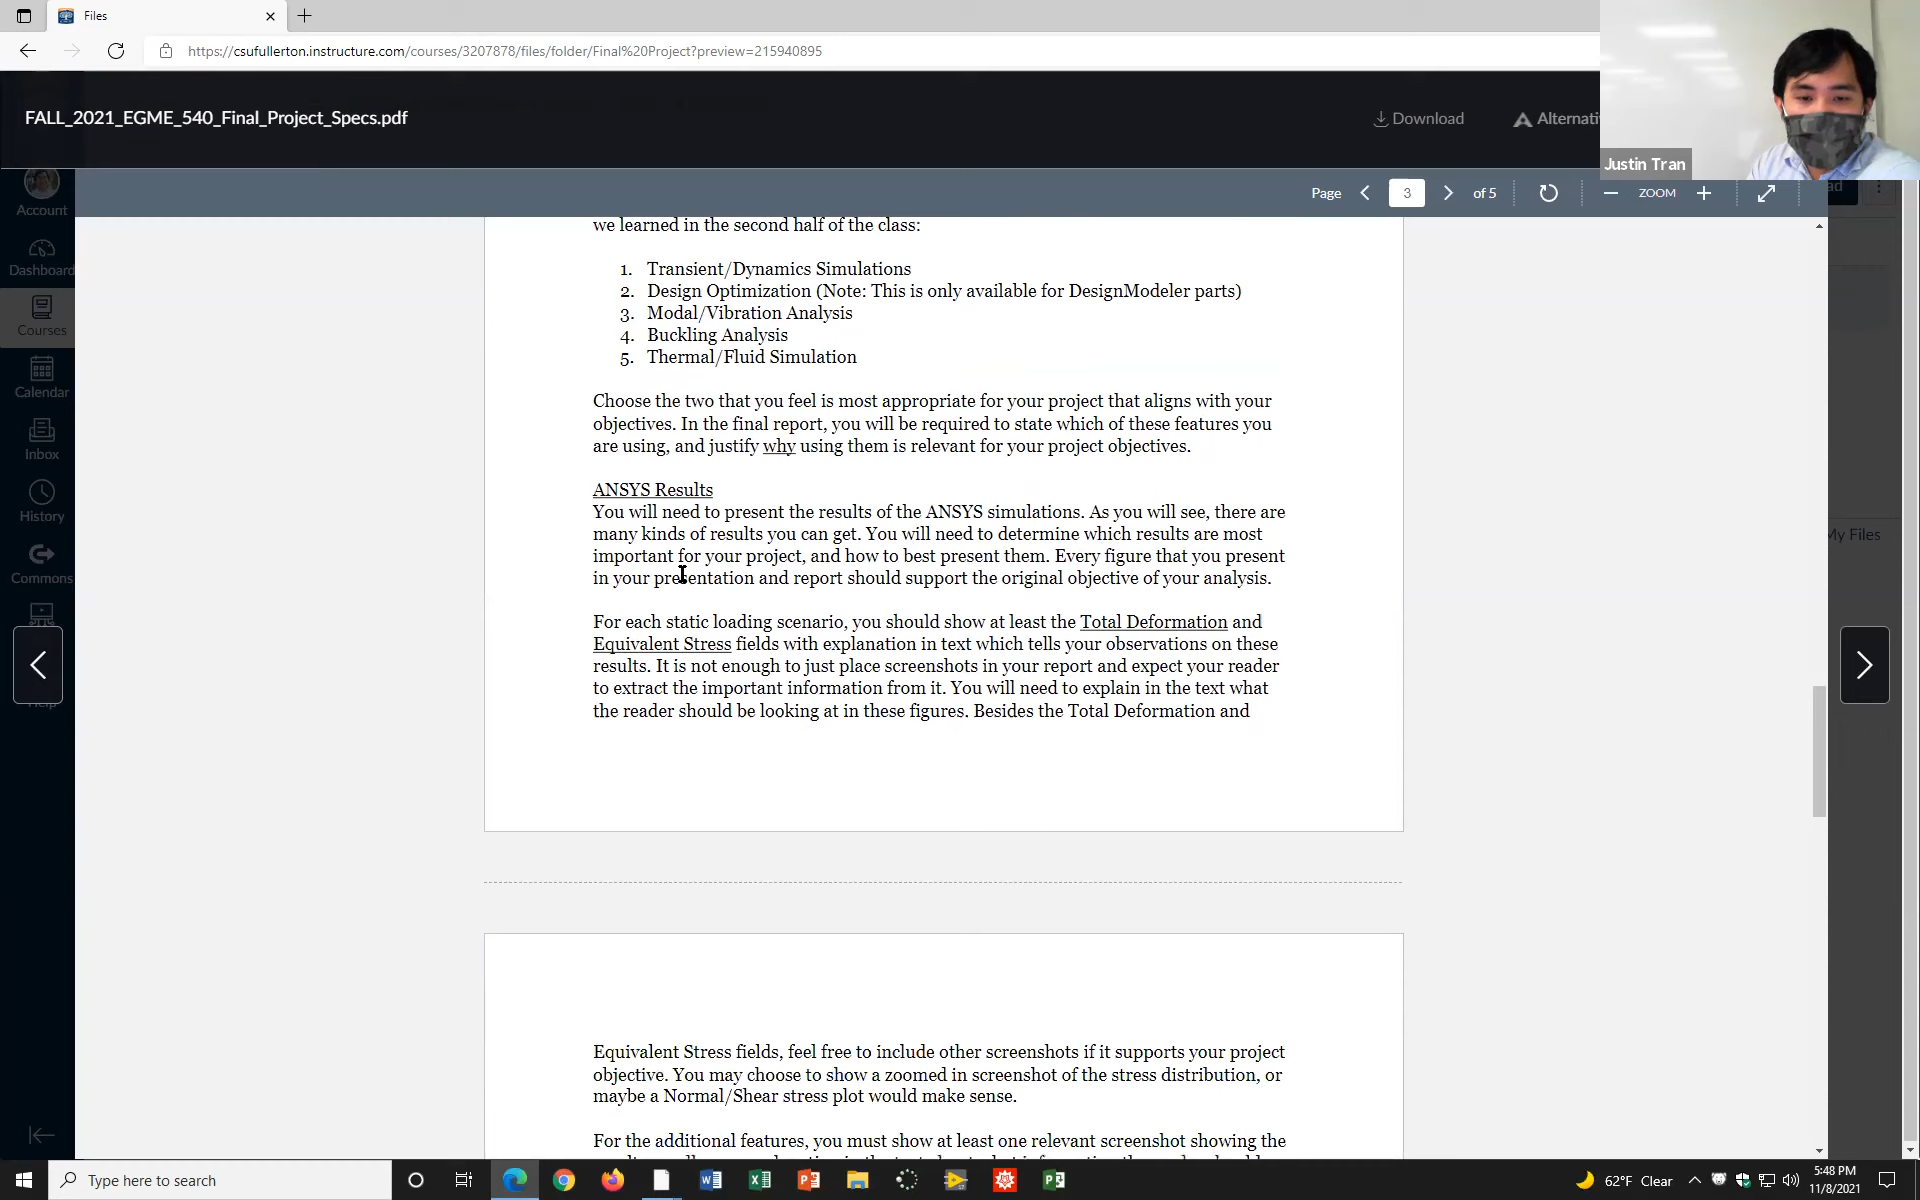 Files
https://csufullerton.instructure.com/courses/3207878/files/folder/Final%20Project?preview=215940895
FALL_2021_EGME_540_Final_Project_Specs.pdf
Download
Alternati
Justin Tran
Account
Page 3 of 5
ZOOM
ad
Dashboard
Courses
Calendar
Inbox
History
Commons
Help
My Files
we learned in the second half of the class:
1. Transient/Dynamics Simulations
2. Design Optimization (Note: This is only available for DesignModeler parts)
3. Modal/Vibration Analysis
4. Buckling Analysis
5. Thermal/Fluid Simulation
Choose the two that you feel is most appropriate for your project that aligns with your
objectives. In the final report, you will be required to state which of these features you
are using, and justify why using them is relevant for your project objectives.
ANSYS Results
You will need to present the results of the ANSYS simulations. As you will see, there are
many kinds of results you can get. You will need to determine which results are most
important for your project, and how to best present them. Every figure that you present
in your presentation and report should support the original objective of your analysis.
For each static loading scenario, you should show at least the Total Deformation and
Equivalent Stress fields with explanation in text which tells your observations on these
results. It is not enough to just place screenshots in your report and expect your reader
to extract the important information from it. You will need to explain in the text what
the reader should be looking at in these figures. Besides the Total Deformation and
Equivalent Stress fields, feel free to include other screenshots if it supports your project
objective. You may choose to show a zoomed in screenshot of the stress distribution, or
maybe a Normal/Shear stress plot would make sense.
For the additional features, you must show at least one relevant screenshot showing the
Type here to search
62°F Clear
5:48 PM
11/8/2021